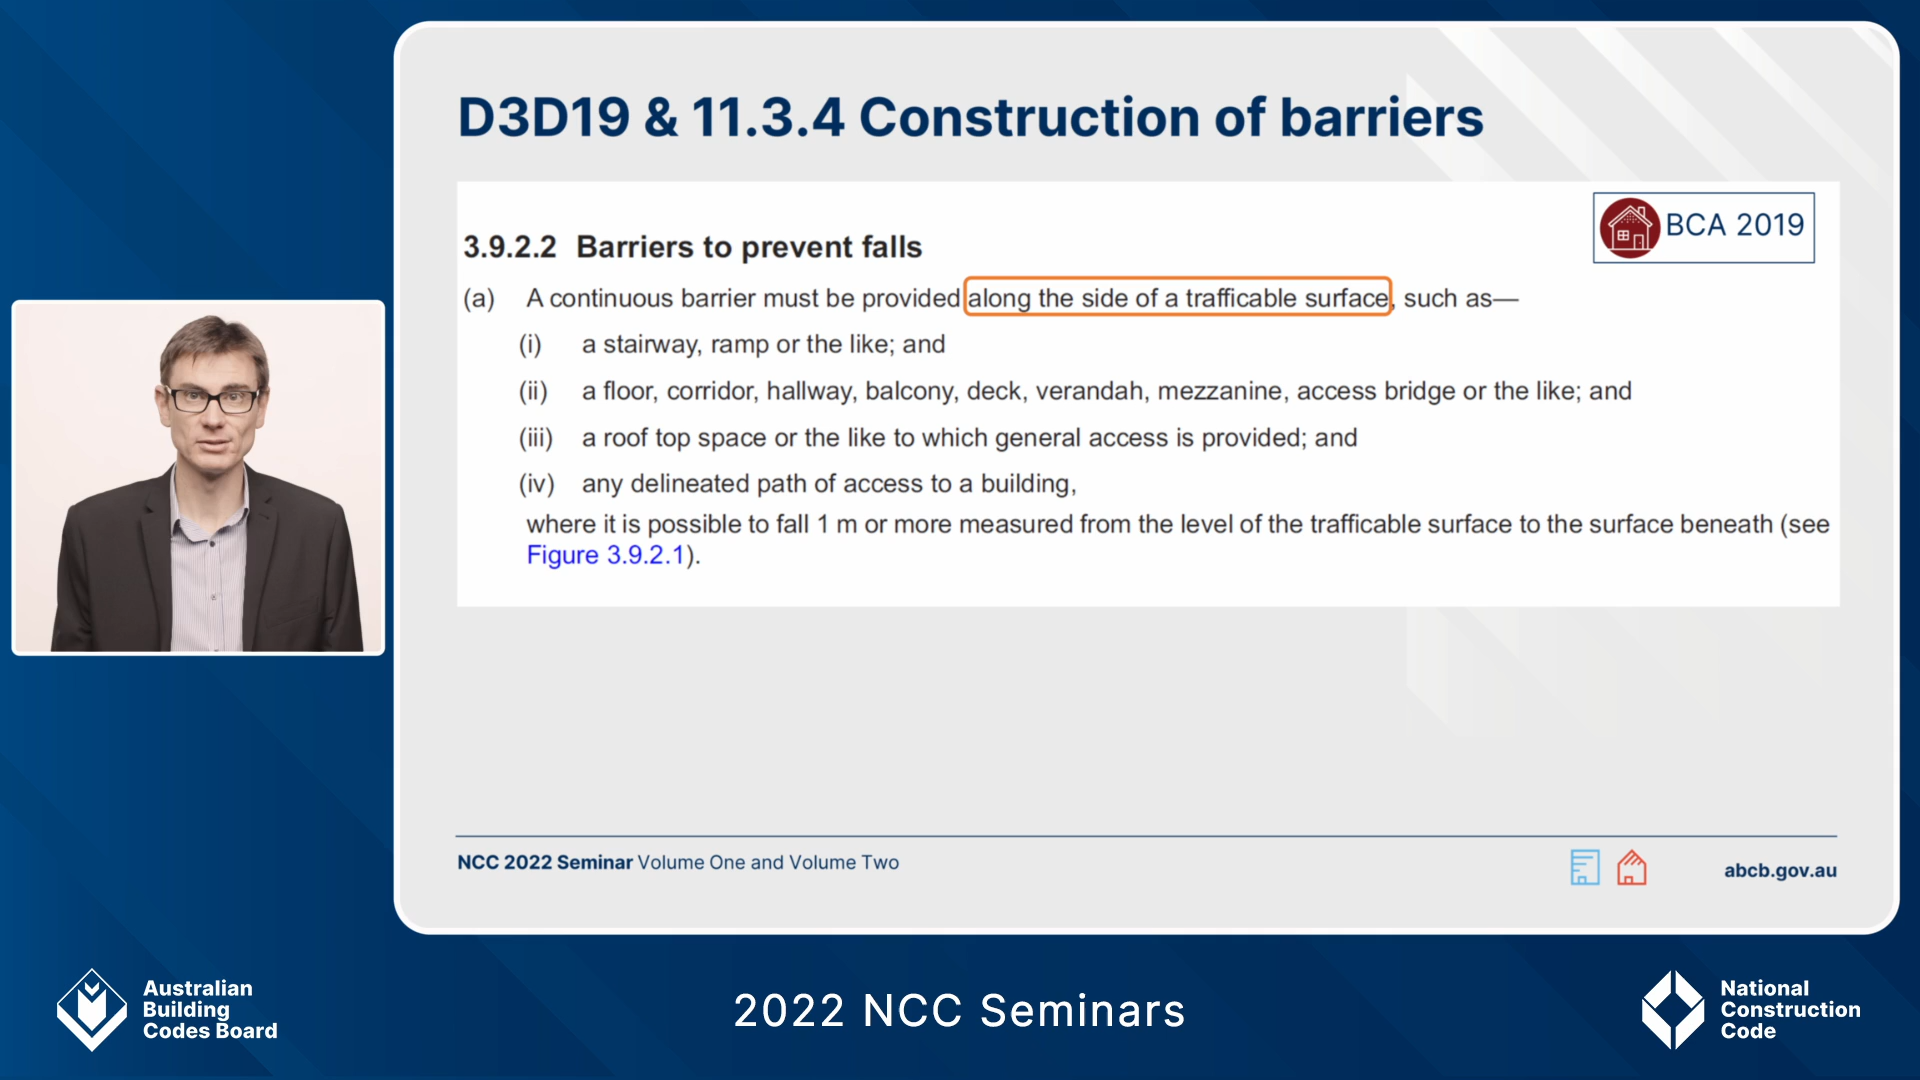 D3D19 & 11.3.4 Construction of barriers
BCA 2019
3.9.2.2 Barriers to prevent falls
(a) A continuous barrier must be provided along the side of a trafficable surface, such as—
(i) a stairway, ramp or the like; and
(ii) a floor, corridor, hallway, balcony, deck, verandah, mezzanine, access bridge or the like; and
(iii) a roof top space or the like to which general access is provided; and
(iv) any delineated path of access to a building,
where it is possible to fall 1 m or more measured from the level of the trafficable surface to the surface beneath (see
Figure 3.9.2.1).
NCC 2022 Seminar Volume One and Volume Two
abcb.gov.au
Australian
Building
Codes Board
2022 NCC Seminars
National
Construction
Code